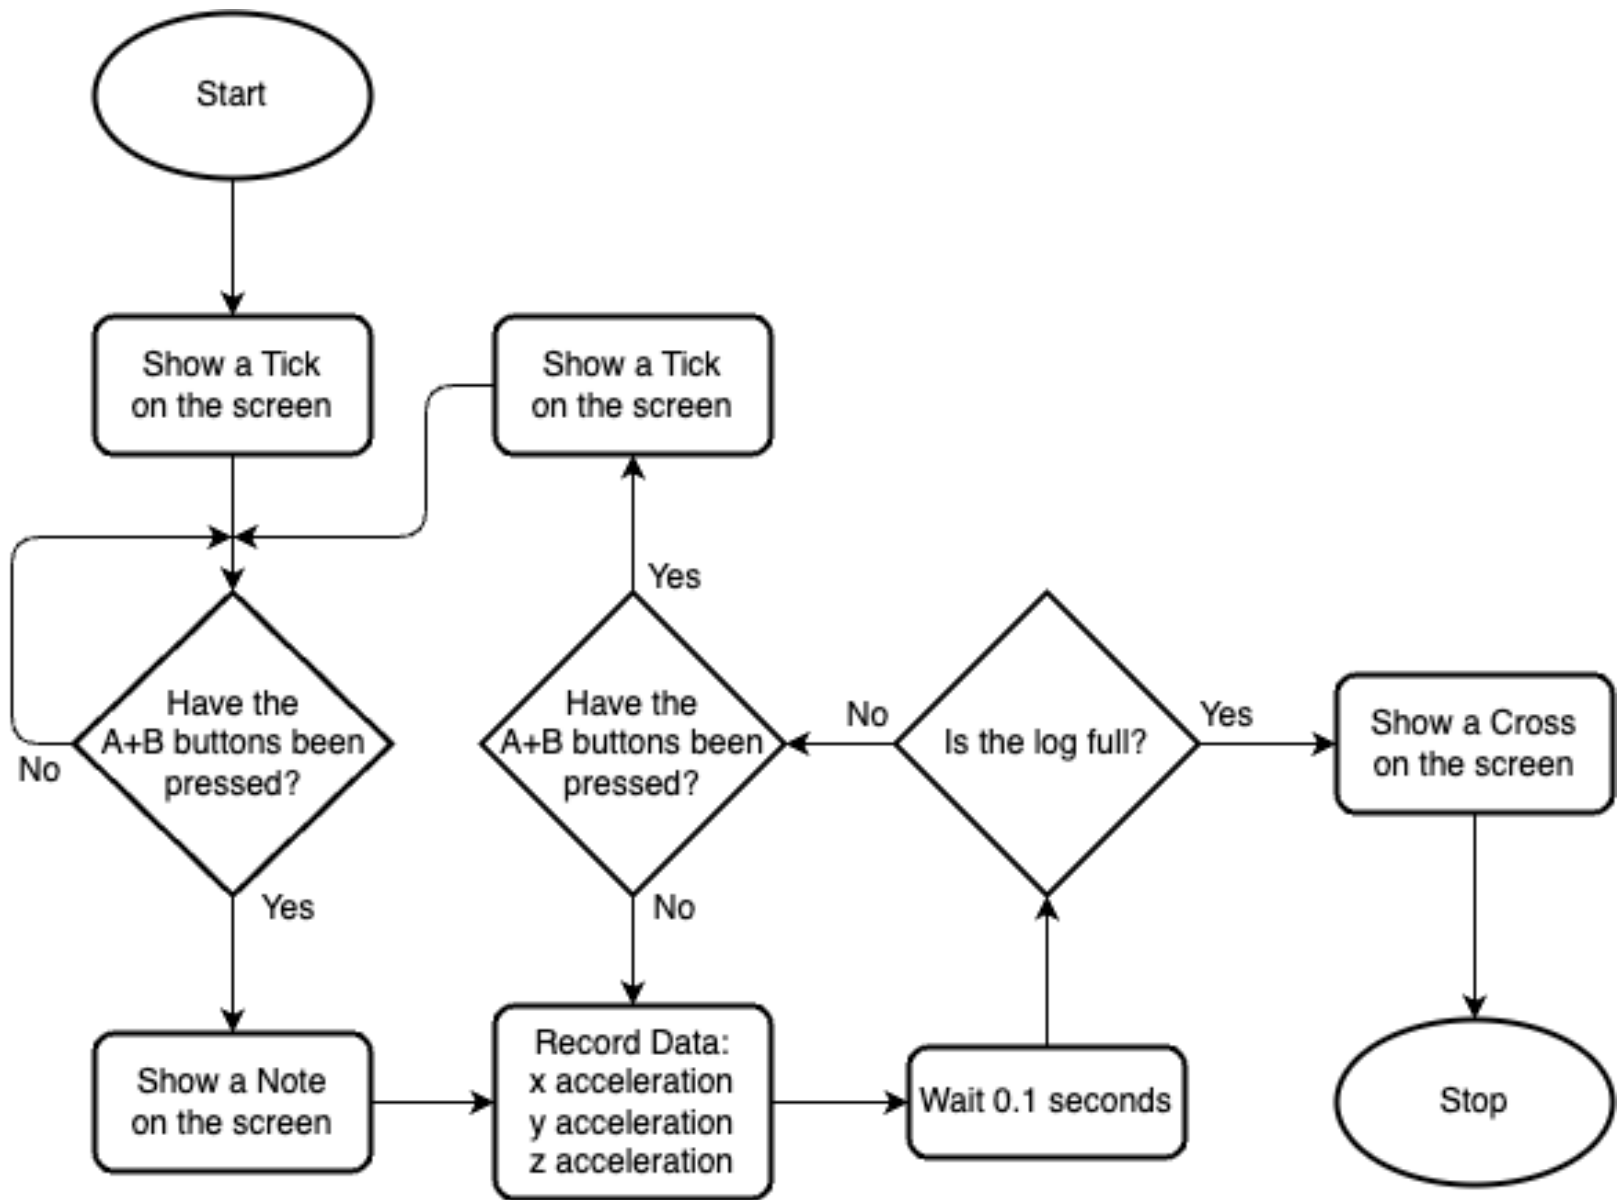 Start
Show a Tick
on the screen
Show a Tick
on the screen
Yes
Have the
A+B buttons been
pressed?
No
Yes
Have the
A+B buttons been
pressed?
No
No
Is the log full?
Yes
Show a Cross
on the screen
Show a Note
on the screen
Record Data:
x acceleration
y acceleration
z acceleration
Wait 0.1 seconds
Stop